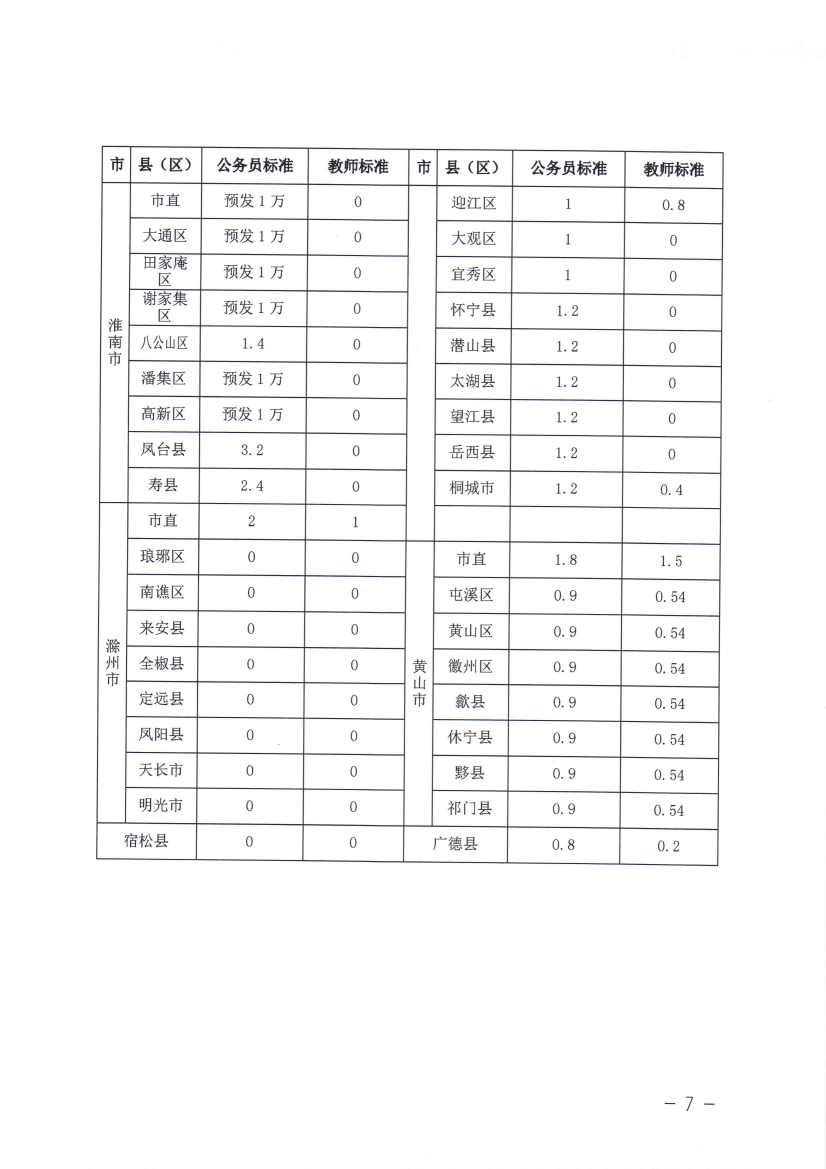 市 县（区） 公务员标准 教师标准 市 县（区） 公务员标准 教师标准
淮南市 市直 预发1万 0 迎江区 1 0.8
大通区 预发1万 0 大观区 1 0
田家庵区 预发1万 0 宜秀区 1 0
谢家集区 预发1万 0 怀宁县 1.2 0
八公山区 1.4 0 潜山县 1.2 0
潘集区 预发1万 0 太湖县 1.2 0
高新区 预发1万 0 望江县 1.2 0
凤台县 3.2 0 岳西县 1.2 0
寿县 2.4 0 桐城市 1.2 0.4
滁州市 市直 2 1
琅琊区 0 0 黄山市 市直 1.8 1.5
南谯区 0 0 屯溪区 0.9 0.54
来安县 0 0 黄山区 0.9 0.54
全椒县 0 0 徽州区 0.9 0.54
定远县 0 0 歙县 0.9 0.54
凤阳县 0 0 休宁县 0.9 0.54
天长市 0 0 黟县 0.9 0.54
明光市 0 0 祁门县 0.9 0.54
宿松县 0 0 广德县 0.8 0.2
－7－